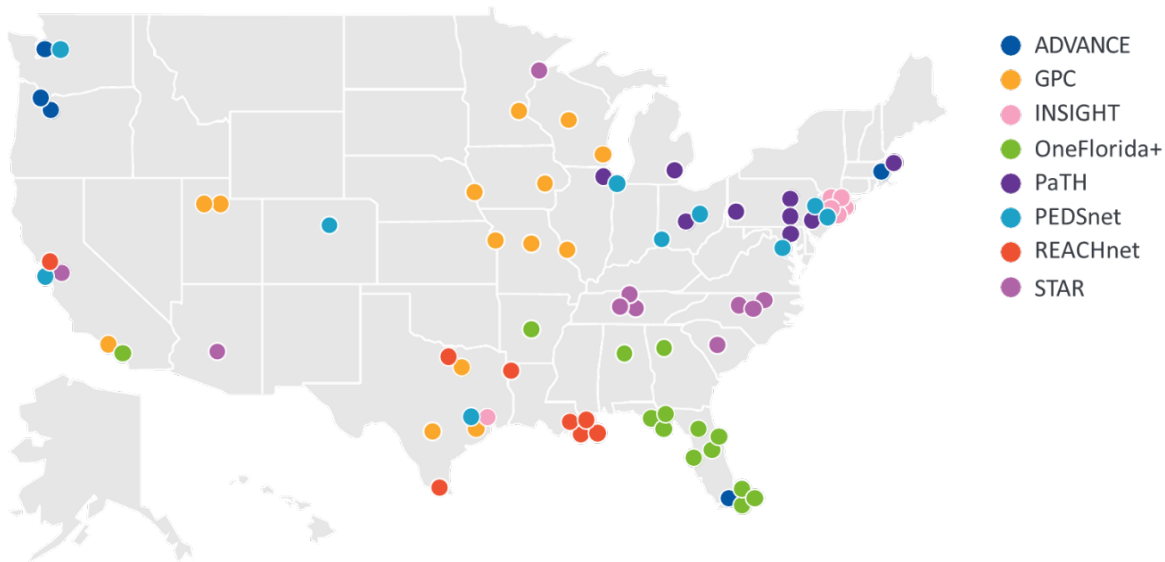 ADVANCE
GPC
INSIGHT
OneFlorida+
PaTH
PEDSnet
REACHnet
STAR